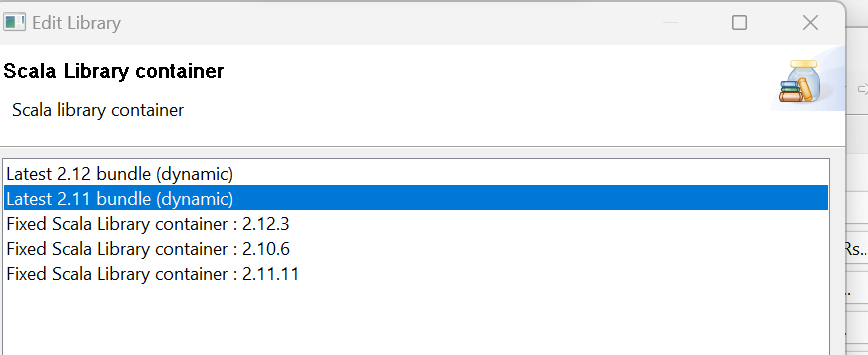 Edit Library
Scala Library container
Scala library container
Latest 2.12 bundle (dynamic)
Latest 2.11 bundle (dynamic)
Fixed Scala Library container : 2.12.3
Fixed Scala Library container : 2.10.6
Fixed Scala Library container : 2.11.11
Rs..
..